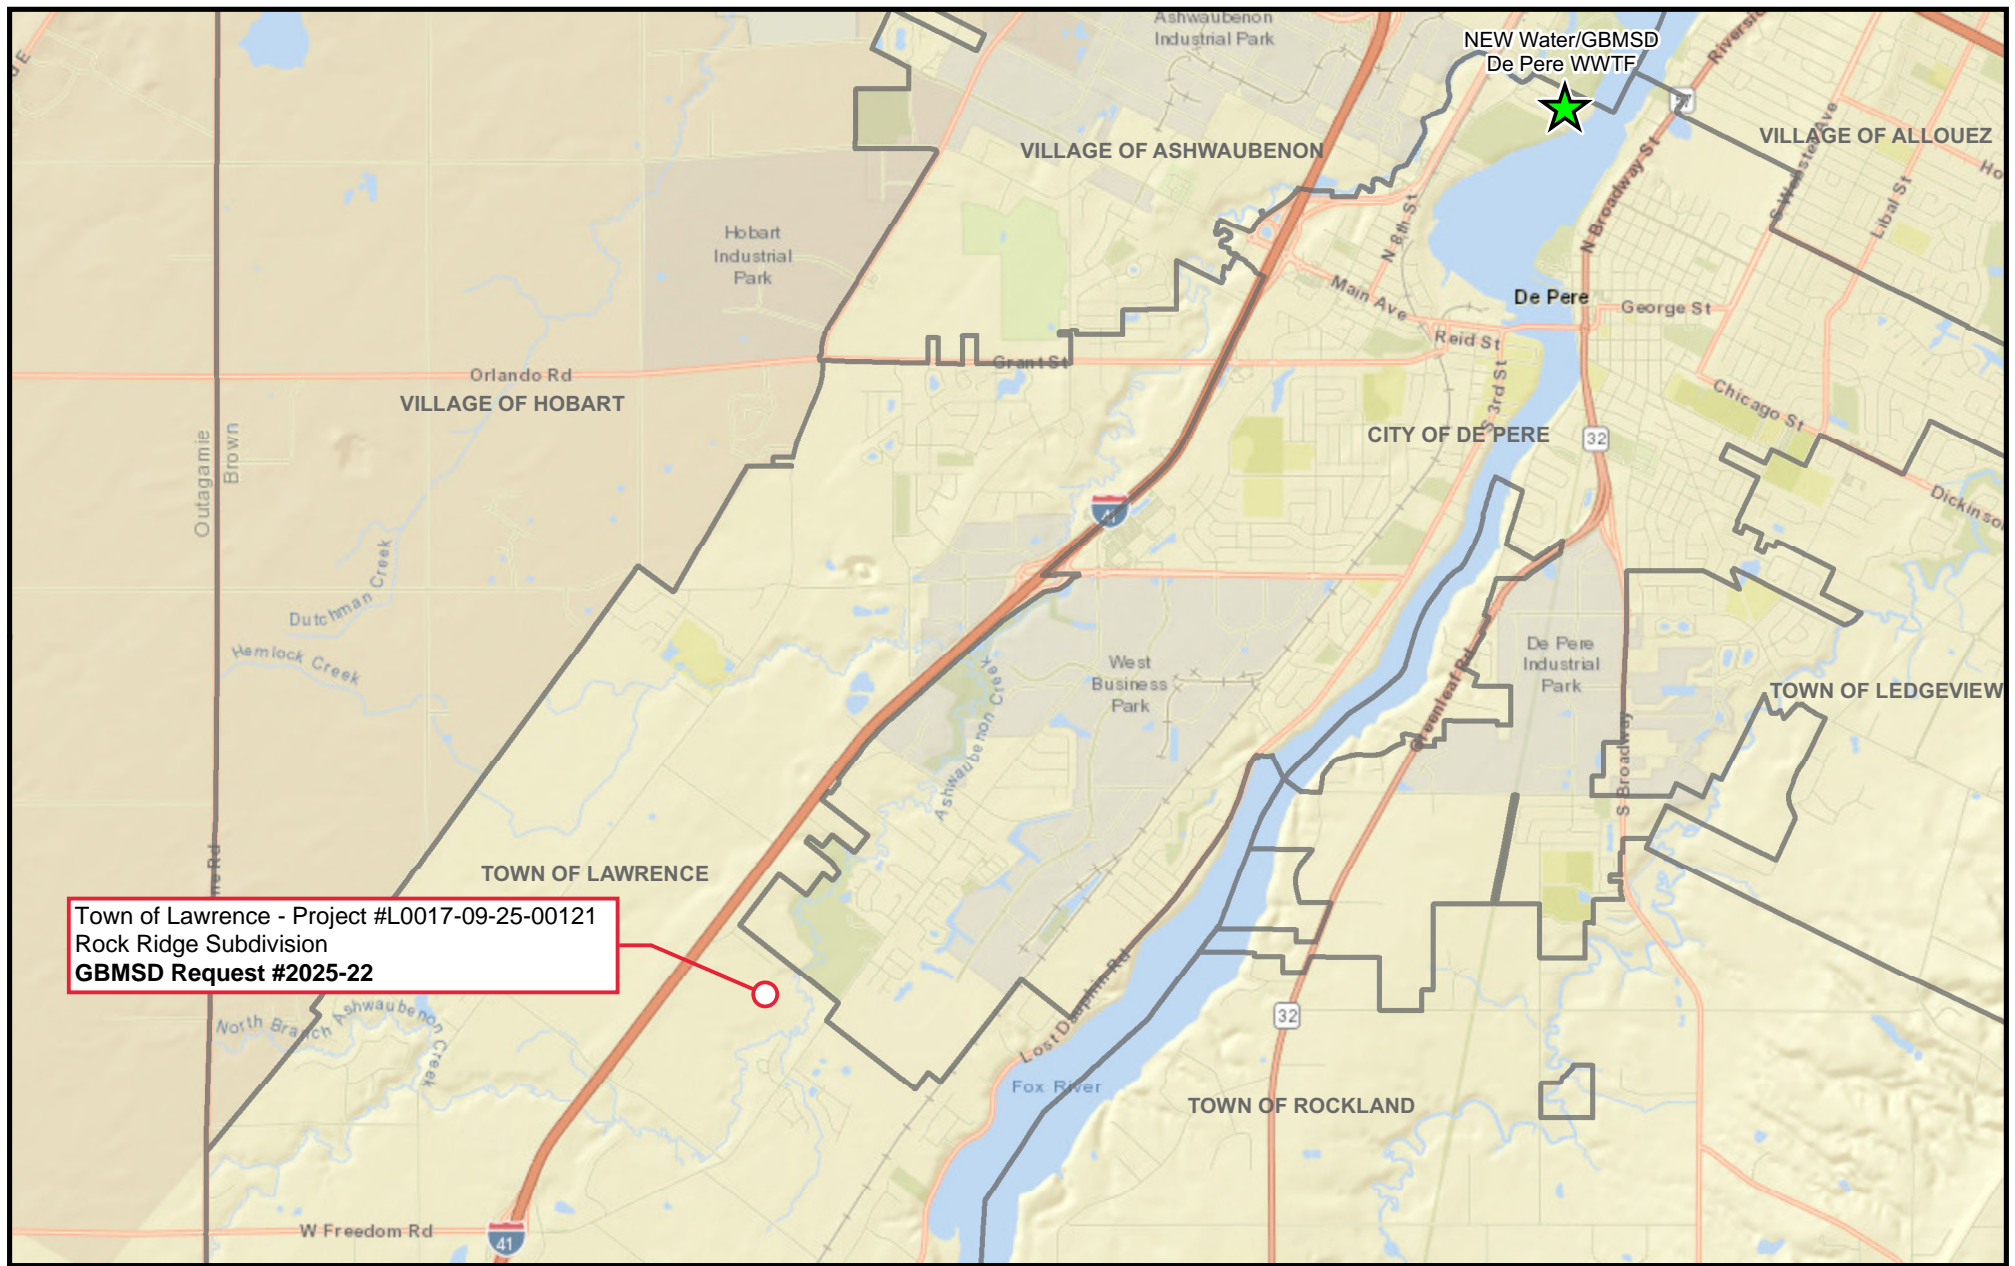 Ashwaubenon
Industrial Park
NEW Water/GBMSD
De Pere WWTF
VILLAGE OF ASHWAUBENON
VILLAGE OF ALLOUEZ
S Webster Ave
Libal St
N Broadway St
N 8th St
Hobart
Industrial
Park
Main Ave
De Pere
George St
Reid St
Grant St
Orlando Rd
VILLAGE OF HOBART
S 3rd St
Chicago St
CITY OF DE PERE
32
Outagamie
Brown
41
Dutchman Creek
Hemlock Creek
West
Business
Park
De Pere
Industrial
Park
TOWN OF LEDGEVIEW
Greenleaf Rd
S Broadway
Ashwaubenon Creek
TOWN OF LAWRENCE
Town of Lawrence - Project #L0017-09-25-00121
Rock Ridge Subdivision
GBMSD Request #2025-22
North Branch Ashwaubenon Creek
Lost Dauphin Rd
32
Fox River
TOWN OF ROCKLAND
W Freedom Rd
41